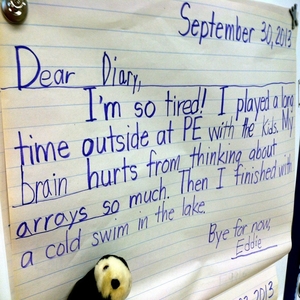 September 30, 2013
Dear Diary,
I'm so tired! I played a long
time outside at PE with the kids. My
brain hurts from thinking about
arrays so much. Then I finished with
a cold swim in the lake.
Bye for now,
Eddie
2013